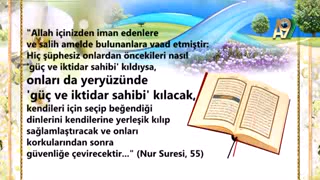 A9
"Allah içinizden iman edenlere
ve salih amelde bulunanlara vaad etmiştir:
Hiç şüphesiz onlardan öncekileri nasıl
'güç ve iktidar sahibi' kıldıysa,
onları da yeryüzünde
'güç ve iktidar sahibi' kılacak,
kendileri için seçip beğendiği
dinlerini kendilerine yerleşik kılıp
sağlamlaştıracak ve onları
korkularından sonra
güvenliğe çevirecektir..." (Nur Suresi, 55)